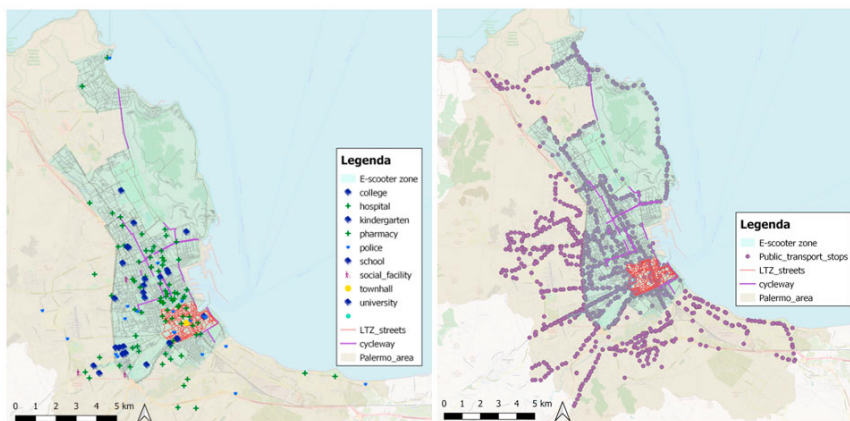 Legenda
E-scooter zone
college
hospital
kindergarten
pharmacy
police
school
social_facility
townhall
university
LTZ_streets
cycleway
Palermo_area
0 1 2 3 4 5 km
Legenda
E-scooter zone
Public_transport_stops
LTZ_streets
cycleway
Palermo_area
0 1 2 3 4 5 km